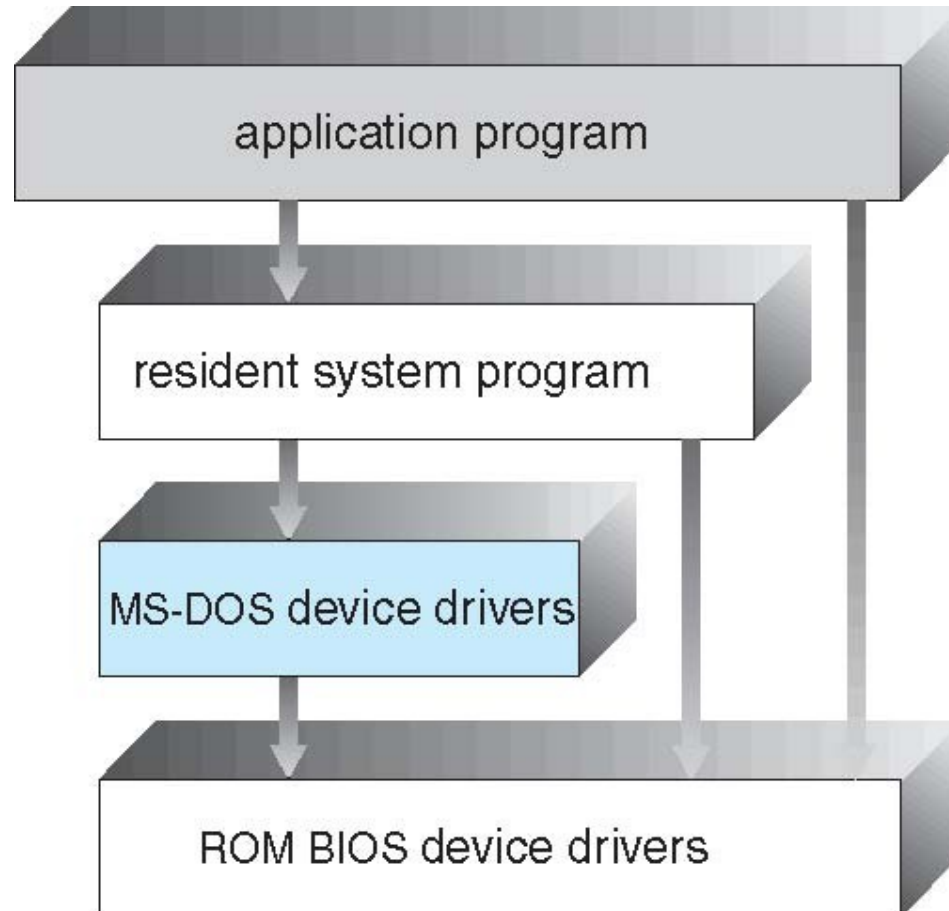 application program
resident system program
MS-DOS device drivers
ROM BIOS device drivers